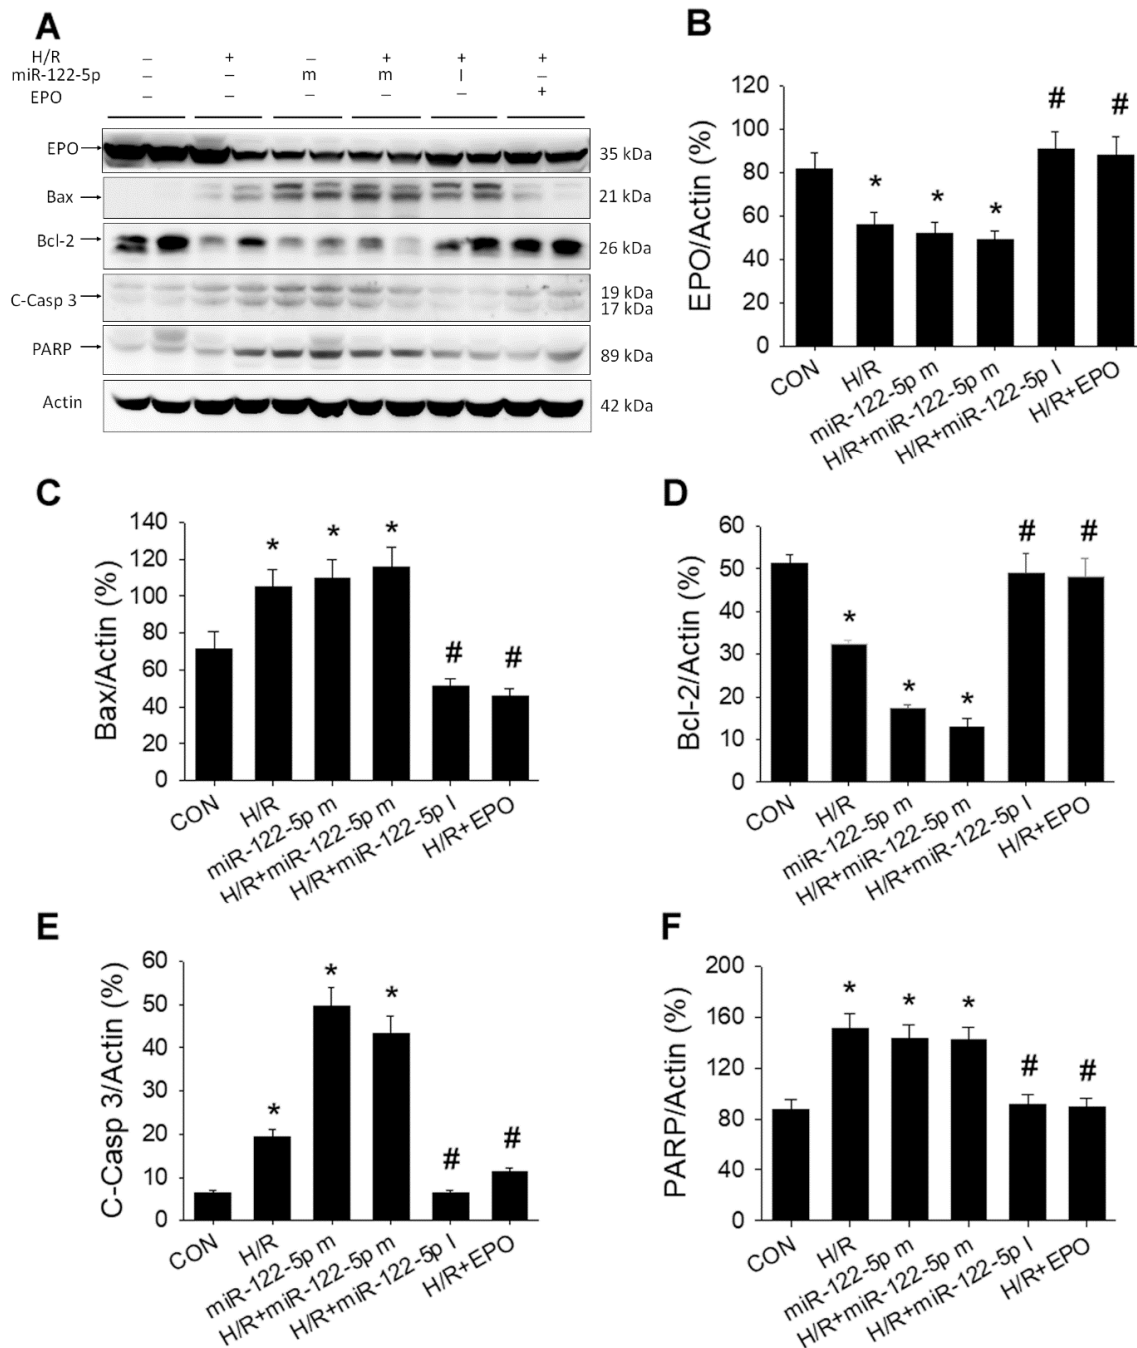 A
H/R – + – + + +
miR-122-5p – – m m I –
EPO – – – – – +
EPO 35 kDa
Bax 21 kDa
Bcl-2 26 kDa
C-Casp 3 19 kDa
17 kDa
PARP 89 kDa
Actin 42 kDa
B
EPO/Actin (%)
120
100
80
60
40
20
0
* * * # #
CON
H/R
miR-122-5p m
H/R+miR-122-5p m
H/R+miR-122-5p I
H/R+EPO
C
Bax/Actin (%)
140
120
100
80
60
40
20
0
* * * # #
CON
H/R
miR-122-5p m
H/R+miR-122-5p m
H/R+miR-122-5p I
H/R+EPO
D
Bcl-2/Actin (%)
60
50
40
30
20
10
0
* * * # #
CON
H/R
miR-122-5p m
H/R+miR-122-5p m
H/R+miR-122-5p I
H/R+EPO
E
C-Casp 3/Actin (%)
60
50
40
30
20
10
0
* * * # #
CON
H/R
miR-122-5p m
H/R+miR-122-5p m
H/R+miR-122-5p I
H/R+EPO
F
PARP/Actin (%)
200
160
120
80
40
0
* * * # #
CON
H/R
miR-122-5p m
H/R+miR-122-5p m
H/R+miR-122-5p I
H/R+EPO